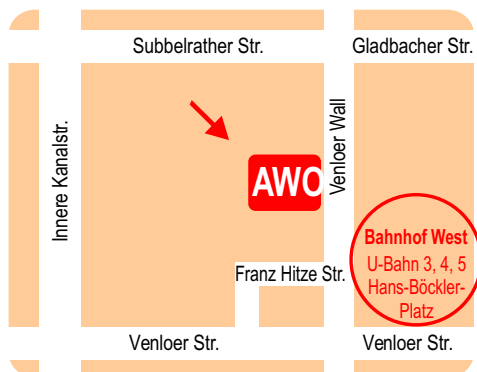 Subbelrather Str.
Gladbacher Str.
Innere Kanalstr.
Venloer Wall
AWO
Bahnhof West
U-Bahn 3, 4, 5
Hans-Böckler-
Platz
Franz Hitze Str.
Venloer Str.
Venloer Str.